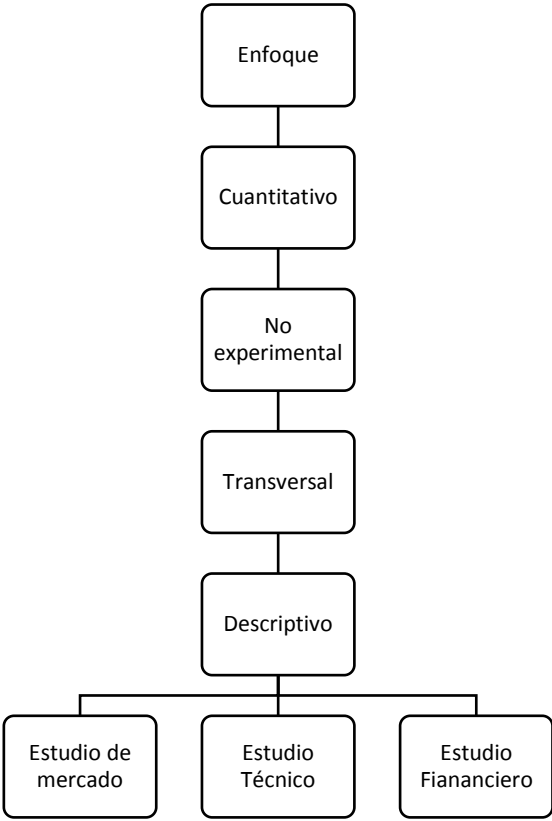 Enfoque
Cuantitativo
No
experimental
Transversal
Descriptivo
Estudio de
mercado
Estudio
Técnico
Estudio
Fiananciero